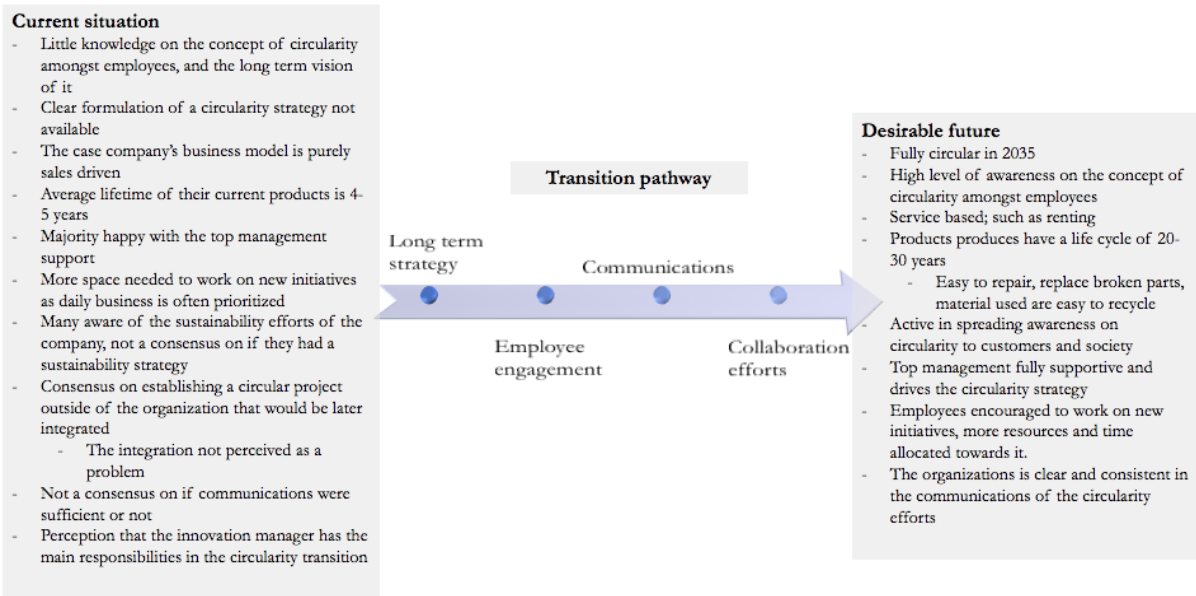 Current situation
- Little knowledge on the concept of circularity
amongst employees, and the long term vision
of it
- Clear formulation of a circularity strategy not
available
- The case company's business model is purely
sales driven
- Average lifetime of their current products is 4-
5 years
- Majority happy with the top management
support
- More space needed to work on new initiatives
as daily business is often prioritized
- Many aware of the sustainability efforts of the
company, not a consensus on if they had a
sustainability strategy
- Consensus on establishing a circular project
outside of the organization that would be later
integrated
- The integration not perceived as a
problem
- Not a consensus on if communications were
sufficient or not
- Perception that the innovation manager has the
main responsibilities in the circularity transition
Transition pathway
Long term
strategy
Employee
engagement
Communications
Collaboration
efforts
Desirable future
- Fully circular in 2035
- High level of awareness on the concept of
circularity amongst employees
- Service based; such as renting
- Products produces have a life cycle of 20-
30 years
- Easy to repair, replace broken parts,
material used are easy to recycle
- Active in spreading awareness on
circularity to customers and society
- Top management fully supportive and
drives the circularity strategy
- Employees encouraged to work on new
initiatives, more resources and time
allocated towards it.
- The organizations is clear and consistent in
the communications of the circularity
efforts